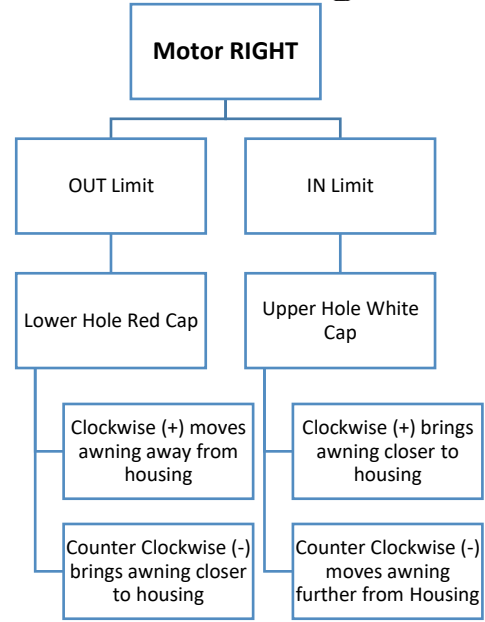 Motor RIGHT
OUT Limit
IN Limit
Lower Hole Red Cap
Upper Hole White
Cap
Clockwise (+) moves
awning away from
housing
Clockwise (+) brings
awning closer to
housing
Counter Clockwise (-)
brings awning closer
to housing
Counter Clockwise (-)
moves awning
further from Housing